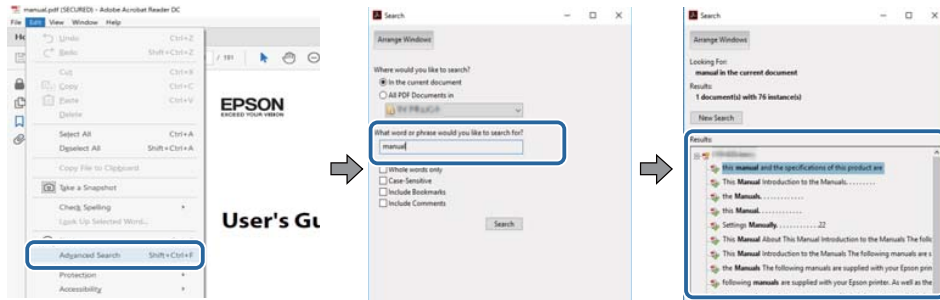 manual.pdf (SECURED) - Adobe Acrobat Reader DC
File Edit View Window Help
Undo Ctrl+Z
Redo Shift+Ctrl+Z
Cut Ctrl+X
Copy Ctrl+C
Paste Ctrl+V
Delete
Select All Ctrl+A
Deselect All Shift+Ctrl+A
Copy File to Clipboard
Take a Snapshot
Check Spelling
Look Up Selected Word...
Advanced Search Shift+Ctrl+F
Protection
Accessibility
/ 191
EPSON
EXCEED YOUR VISION
User's Gu
Search
Arrange Windows
Where would you like to search?
In the current document
All PDF Documents in
What word or phrase would you like to search for?
manual
Whole words only
Case-Sensitive
Include Bookmarks
Include Comments
Search
Search
Arrange Windows
Looking For:
manual in the current document
Results:
1 document(s) with 76 instance(s)
New Search
Results:
this manual and the specifications of this product are
This Manual Introduction to the Manuals.........
the Manuals............
this Manual............
Settings Manually............22
This Manual About This Manual Introduction to the Manuals The follo
This Manual Introduction to the Manuals The following manuals are s
the Manuals The following manuals are supplied with your Epson prin
following manuals are supplied with your Epson printer. As well as the